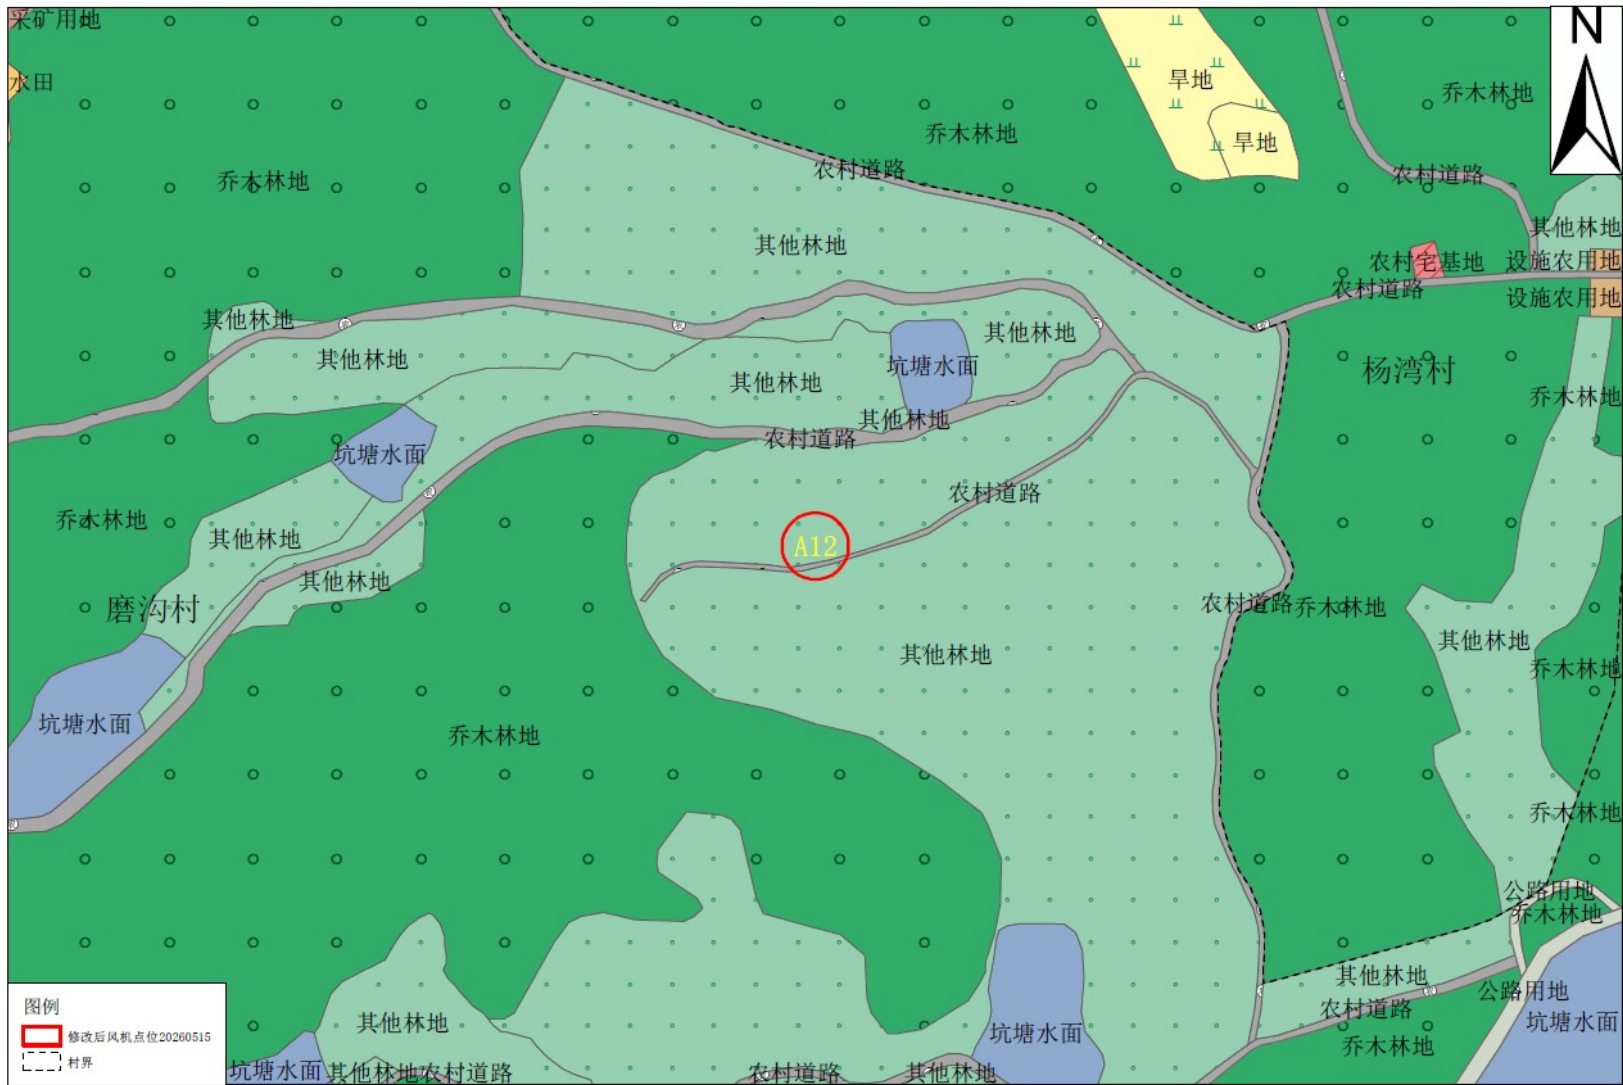 采矿用地
N
水田
旱地
乔木林地
乔木林地
旱地
农村道路
农村道路
乔木林地
其他林地
其他林地
农村宅基地
设施农用地
农村道路
设施农用地
其他林地
其他林地
其他林地
坑塘水面
杨湾村
其他林地
乔木林地
其他林地
农村道路
坑塘水面
农村道路
乔木林地
其他林地
A12
其他林地
磨沟村
农村道路
乔木林地
其他林地
其他林地
乔木林地
坑塘水面
乔木林地
乔木林地
公路用地
乔木林地
其他林地
公路用地
农村道路
坑塘水面
其他林地
坑塘水面
乔木林地
坑塘水面
其他林地
农村道路
农村道路
其他林地
图例
修改后风机点位20260515
村界